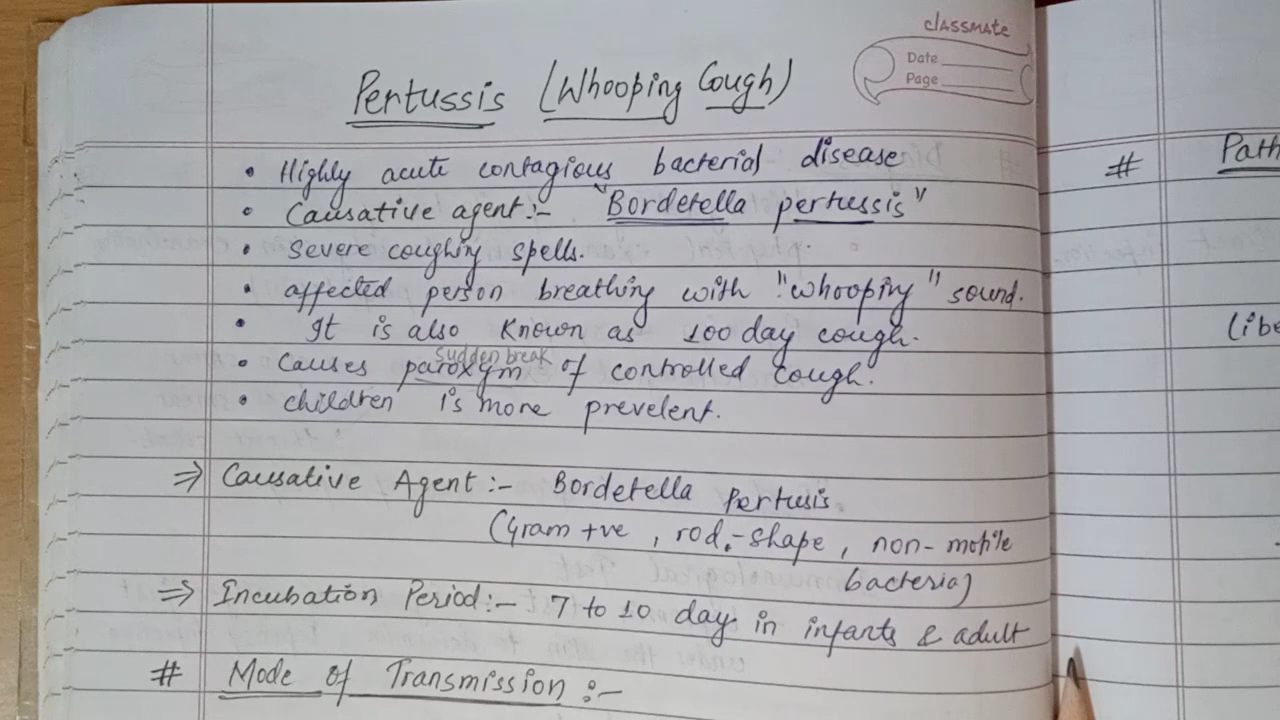 classmate
Date
Page
Pertussis (Whooping Cough)
• Highly acute contagious bacterial disease
• Causative agent:- "Bordetella pertussis"
• Severe coughing spells.
• affected person breathing with "whooping" sound.
• It is also known as 100 day cough.
sudden break
• Causes paroxym of controlled cough.
• children is more prevelent.
⇒ Causative Agent:- Bordetella Pertusis.
(Gram +ve, rod-shape, non-motile
bacteria)
⇒ Incubation Period:- 7 to 10 days in infants & adult
# Mode of Transmission :-
# Path